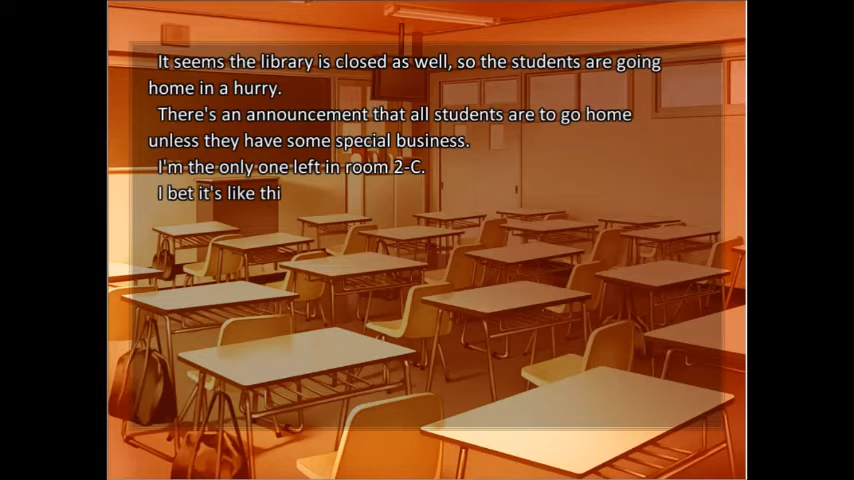 It seems the library is closed as well, so the students are going
home in a hurry.
There's an announcement that all students are to go home
unless they have some special business.
I'm the only one left in room 2-C.
I bet it's like thi